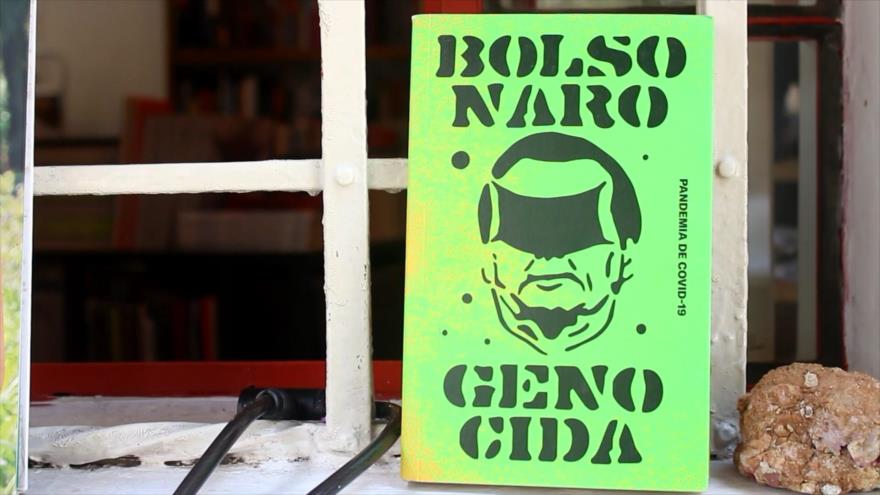 BOLSO
NARO
PANDEMIA DE COVID-19
GENO
CIDA